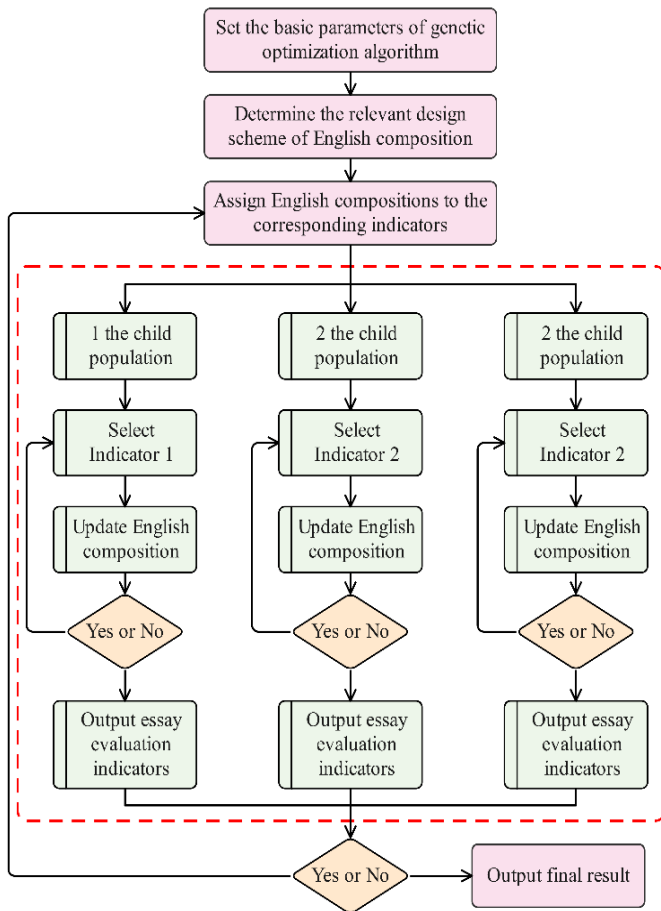 Set the basic parameters of genetic
optimization algorithm
Determine the relevant design
scheme of English composition
Assign English compositions to the
corresponding indicators
1 the child
population
2 the child
population
2 the child
population
Select
Indicator 1
Select
Indicator 2
Select
Indicator 2
Update English
composition
Update English
composition
Update English
composition
Yes or No
Yes or No
Yes or No
Output essay
evaluation
indicators
Output essay
evaluation
indicators
Output essay
evaluation
indicators
Yes or No
Output final result